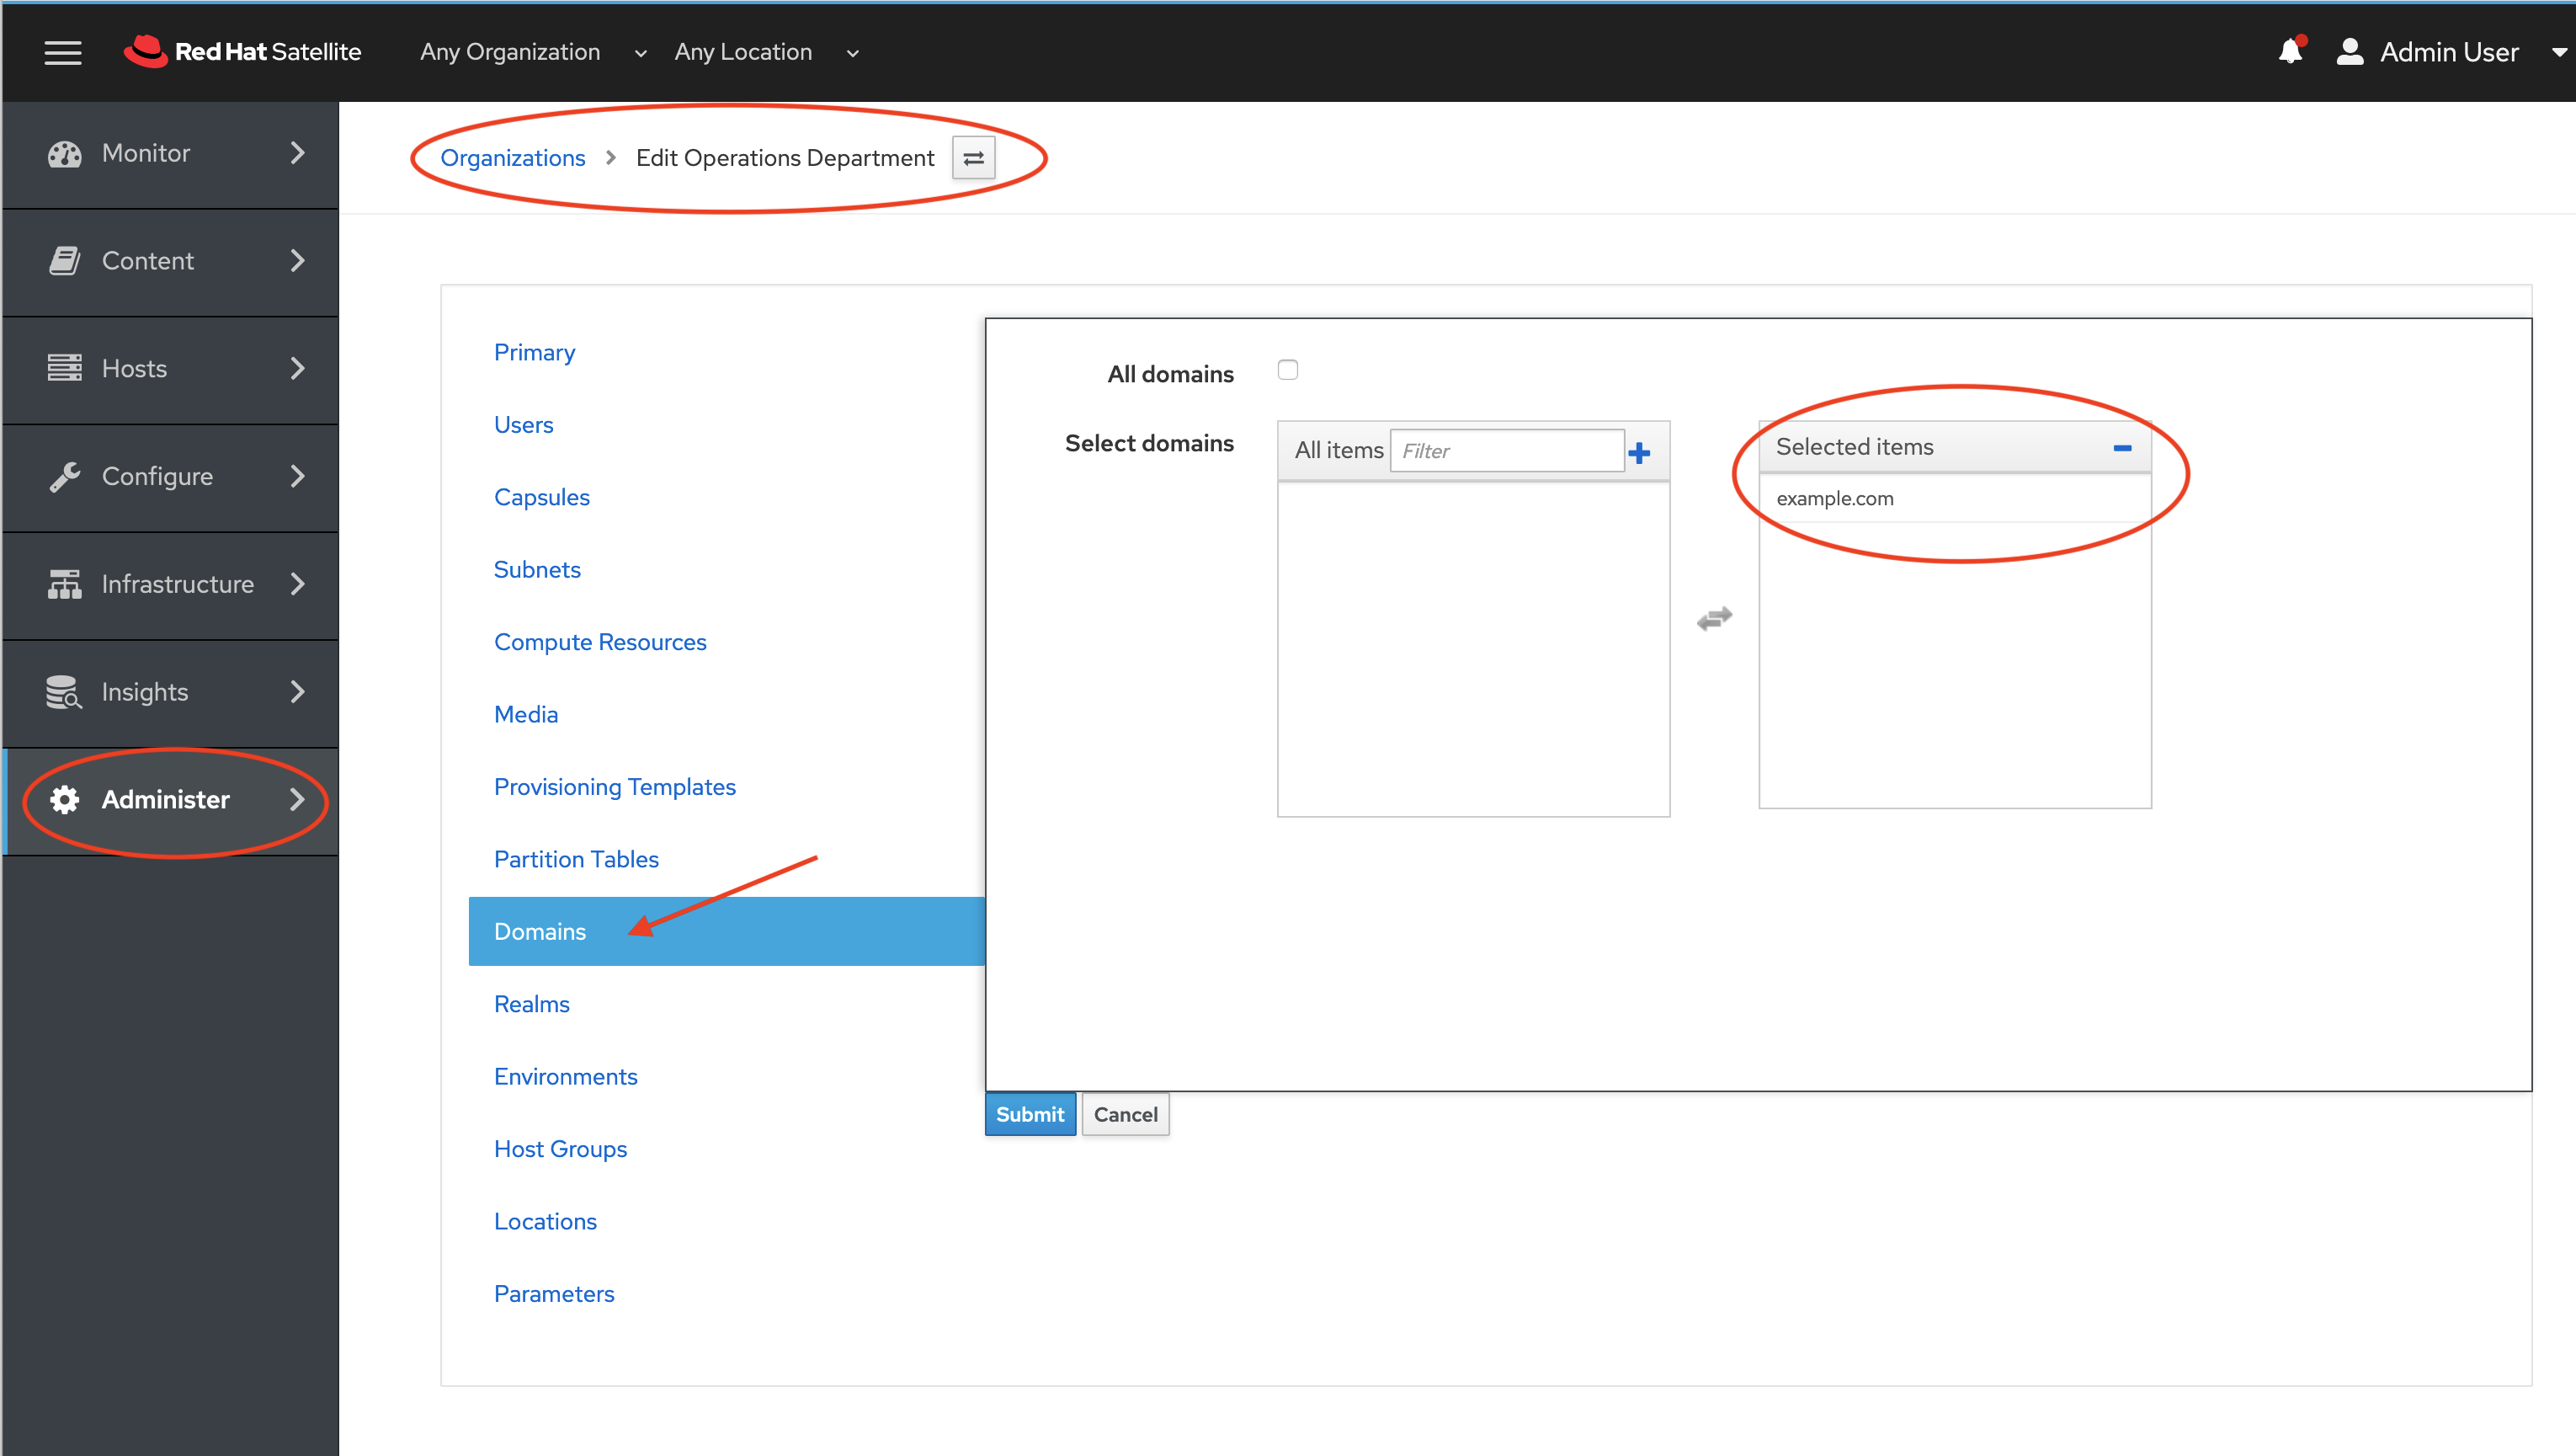 Red Hat Satellite Any Organization Any Location Admin User
Monitor
Content
Hosts
Configure
Infrastructure
Insights
Administer
Organizations > Edit Operations Department
Primary
Users
Capsules
Subnets
Compute Resources
Media
Provisioning Templates
Partition Tables
Domains
Realms
Environments
Host Groups
Locations
Parameters
All domains
Select domains
All items Filter
Selected items
example.com
Submit Cancel